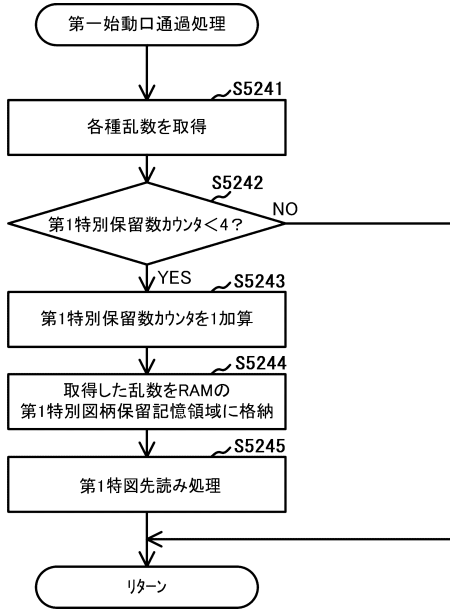 第一始動口通過処理
S5241
各種乱数を取得
S5242
第1特別保留数カウンタ<4?
NO
YES
S5243
第1特別保留数カウンタを1加算
S5244
取得した乱数をRAMの
第1特別図柄保留記憶領域に格納
S5245
第1特図先読み処理
リターン